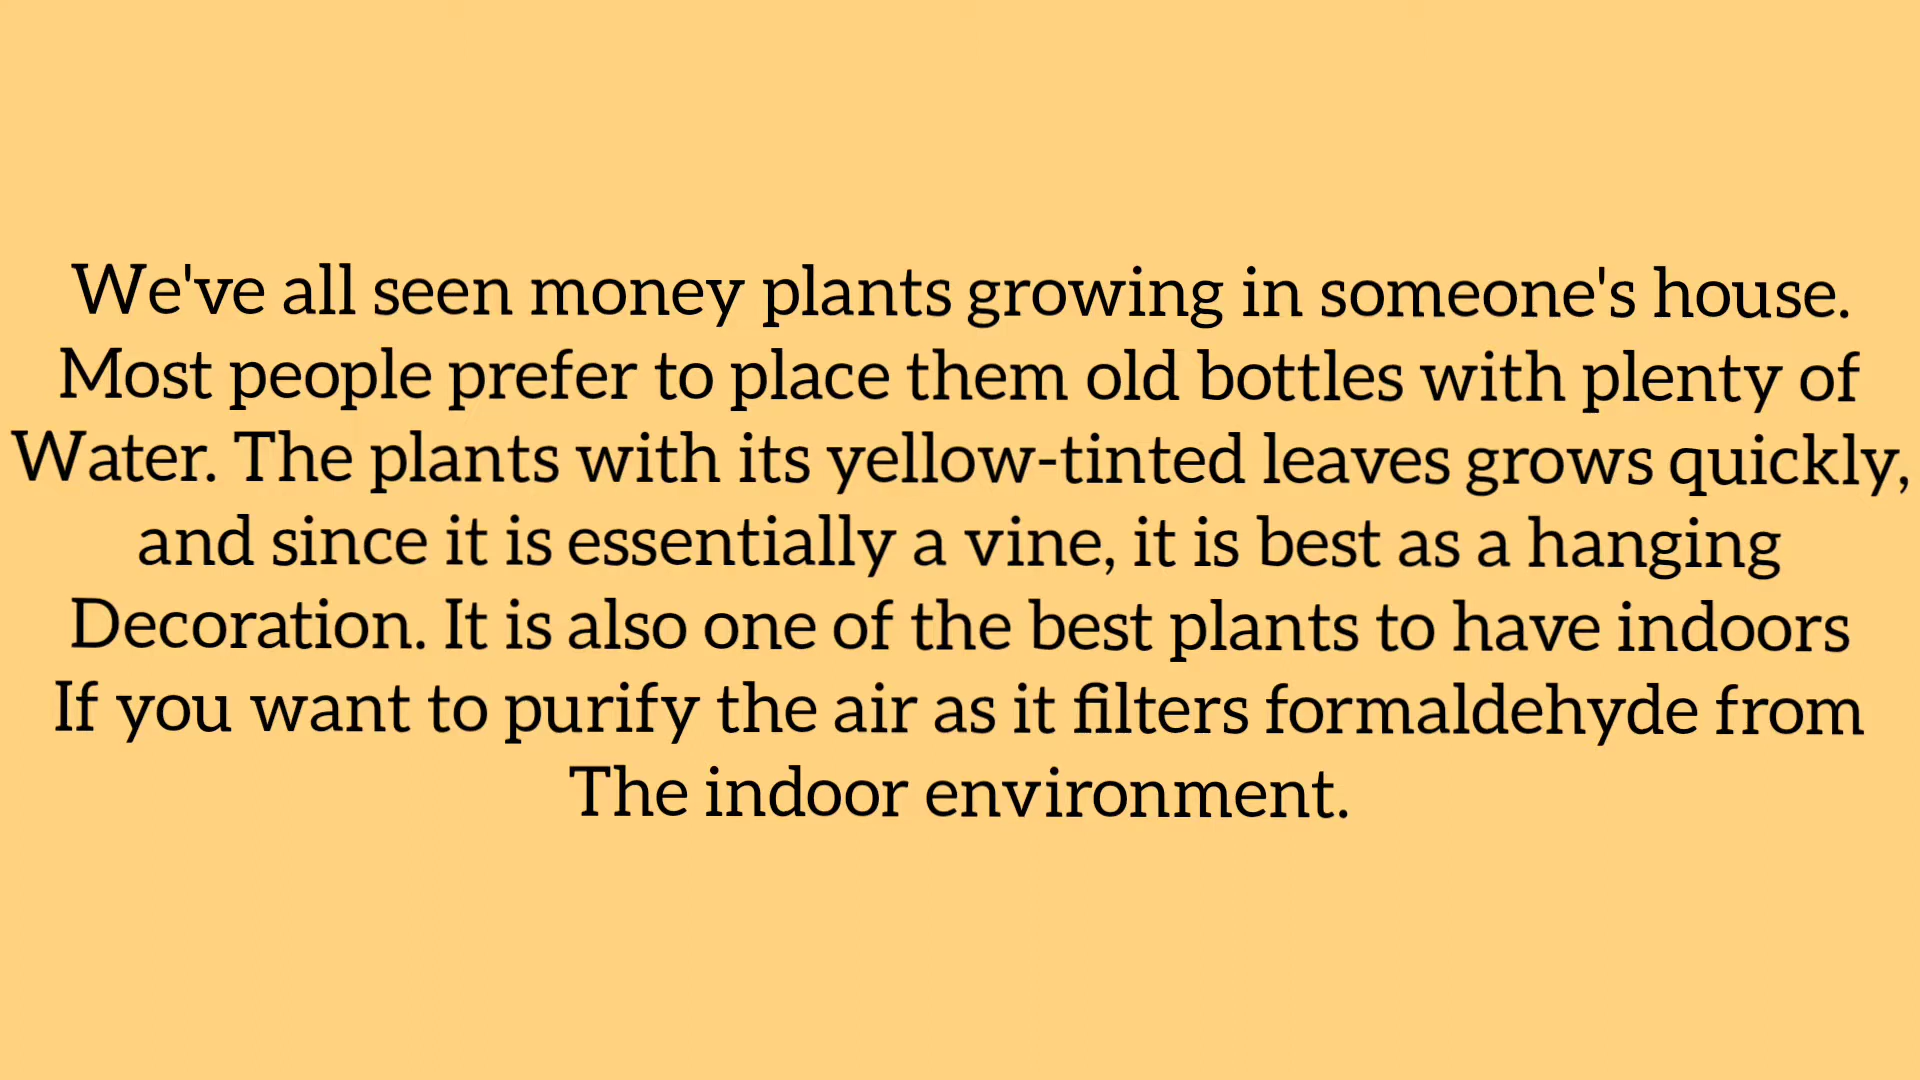 We've all seen money plants growing in someone's house.
Most people prefer to place them old bottles with plenty of
Water. The plants with its yellow-tinted leaves grows quickly,
and since it is essentially a vine, it is best as a hanging
Decoration. It is also one of the best plants to have indoors
If you want to purify the air as it filters formaldehyde from
The indoor environment.